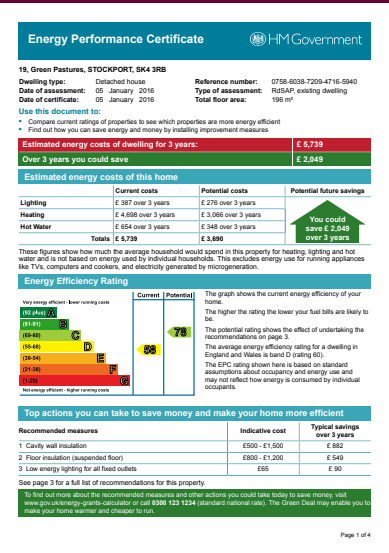 Energy Performance Certificate
HM Government
19, Green Pastures, STOCKPORT, SK4 3RB
Dwelling type: Detached house Reference number: 0758-6038-7209-4716-5940
Date of assessment: 05 January 2016 Type of assessment: RdSAP, existing dwelling
Date of certificate: 05 January 2016 Total floor area: 196 m²
Use this document to:
• Compare current ratings of properties to see which properties are more energy efficient
• Find out how you can save energy and money by installing improvement measures
Estimated energy costs of dwelling for 3 years: £ 5,739
Over 3 years you could save £ 2,049
Estimated energy costs of this home
Current costs Potential costs Potential future savings
Lighting £ 387 over 3 years £ 276 over 3 years
Heating £ 4,698 over 3 years £ 3,066 over 3 years
Hot Water £ 654 over 3 years £ 348 over 3 years
Totals £ 5,739 £ 3,690
You could
save £ 2,049
over 3 years
These figures show how much the average household would spend in this property for heating, lighting and hot
water and is not based on energy used by individual households. This excludes energy use for running appliances
like TVs, computers and cookers, and electricity generated by microgeneration.
Energy Efficiency Rating
Very energy efficient - lower running costs
Current Potential
(92 plus) A
(81-91) B
(69-80) C
(55-68) D
(39-54) E
(21-38) F
(1-20) G
Not energy efficient - higher running costs
58
78
The graph shows the current energy efficiency of your
home.
The higher the rating the lower your fuel bills are likely to
be.
The potential rating shows the effect of undertaking the
recommendations on page 3.
The average energy efficiency rating for a dwelling in
England and Wales is band D (rating 60).
The EPC rating shown here is based on standard
assumptions about occupancy and energy use and
may not reflect how energy is consumed by individual
occupants.
Top actions you can take to save money and make your home more efficient
Recommended measures Indicative cost Typical savings
over 3 years
1 Cavity wall insulation £500 - £1,500 £ 882
2 Floor insulation (suspended floor) £800 - £1,200 £ 549
3 Low energy lighting for all fixed outlets £65 £ 90
See page 3 for a full list of recommendations for this property.
To find out more about the recommended measures and other actions you could take today to save money, visit
www.gov.uk/energy-grants-calculator or call 0300 123 1234 (standard national rate). The Green Deal may enable you to
make your home warmer and cheaper to run.
Page 1 of 4